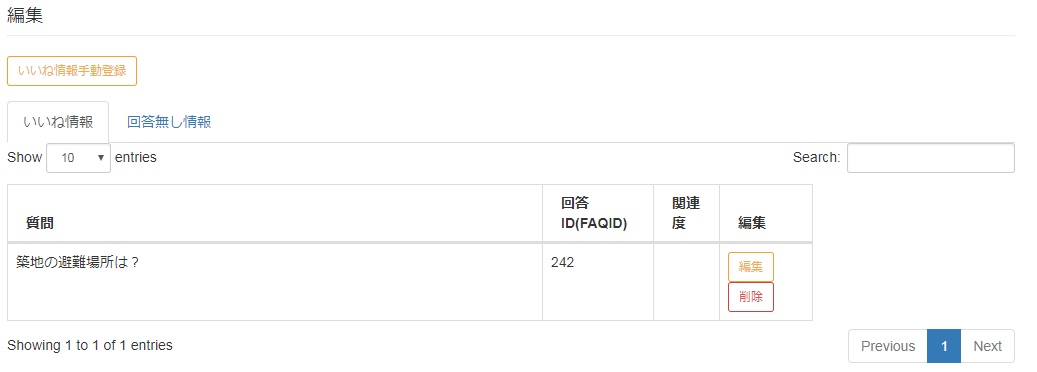 編集
いいね情報手動登録
いいね情報 回答無し情報
Show 10 entries Search:
質問 回答 ID(FAQID) 関連度 編集
築地の避難場所は？ 242 編集
削除
Showing 1 to 1 of 1 entries Previous 1 Next